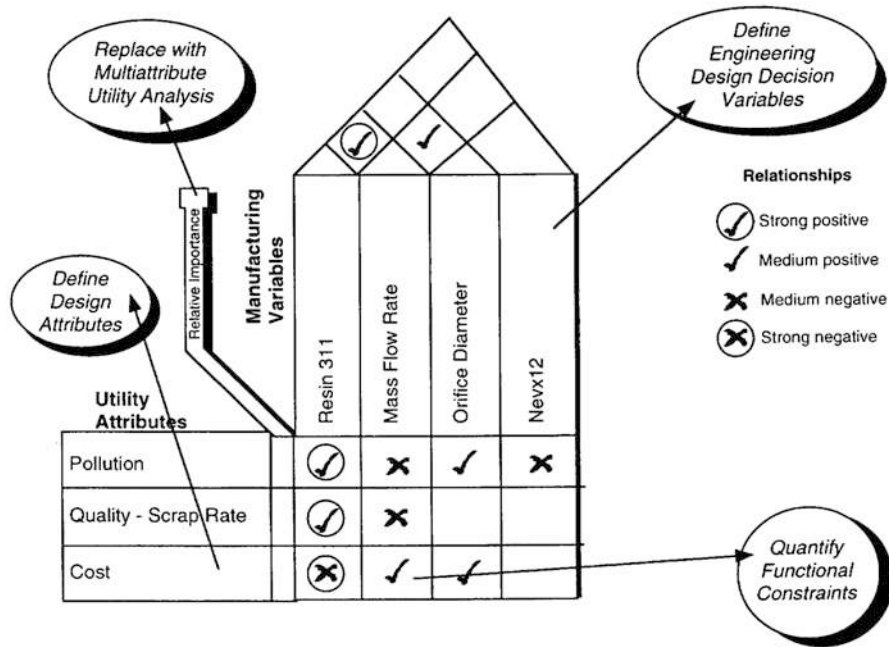 Replace with
Multiattribute
Utility Analysis
Define
Engineering
Design Decision
Variables
Relationships
Strong positive
Medium positive
Medium negative
Strong negative
Define
Design
Attributes
Relative Importance
Manufacturing
Variables
Resin 311
Mass Flow Rate
Orifice Diameter
Nevx12
Utility
Attributes
Pollution
Quality - Scrap Rate
Cost
Quantify
Functional
Constraints